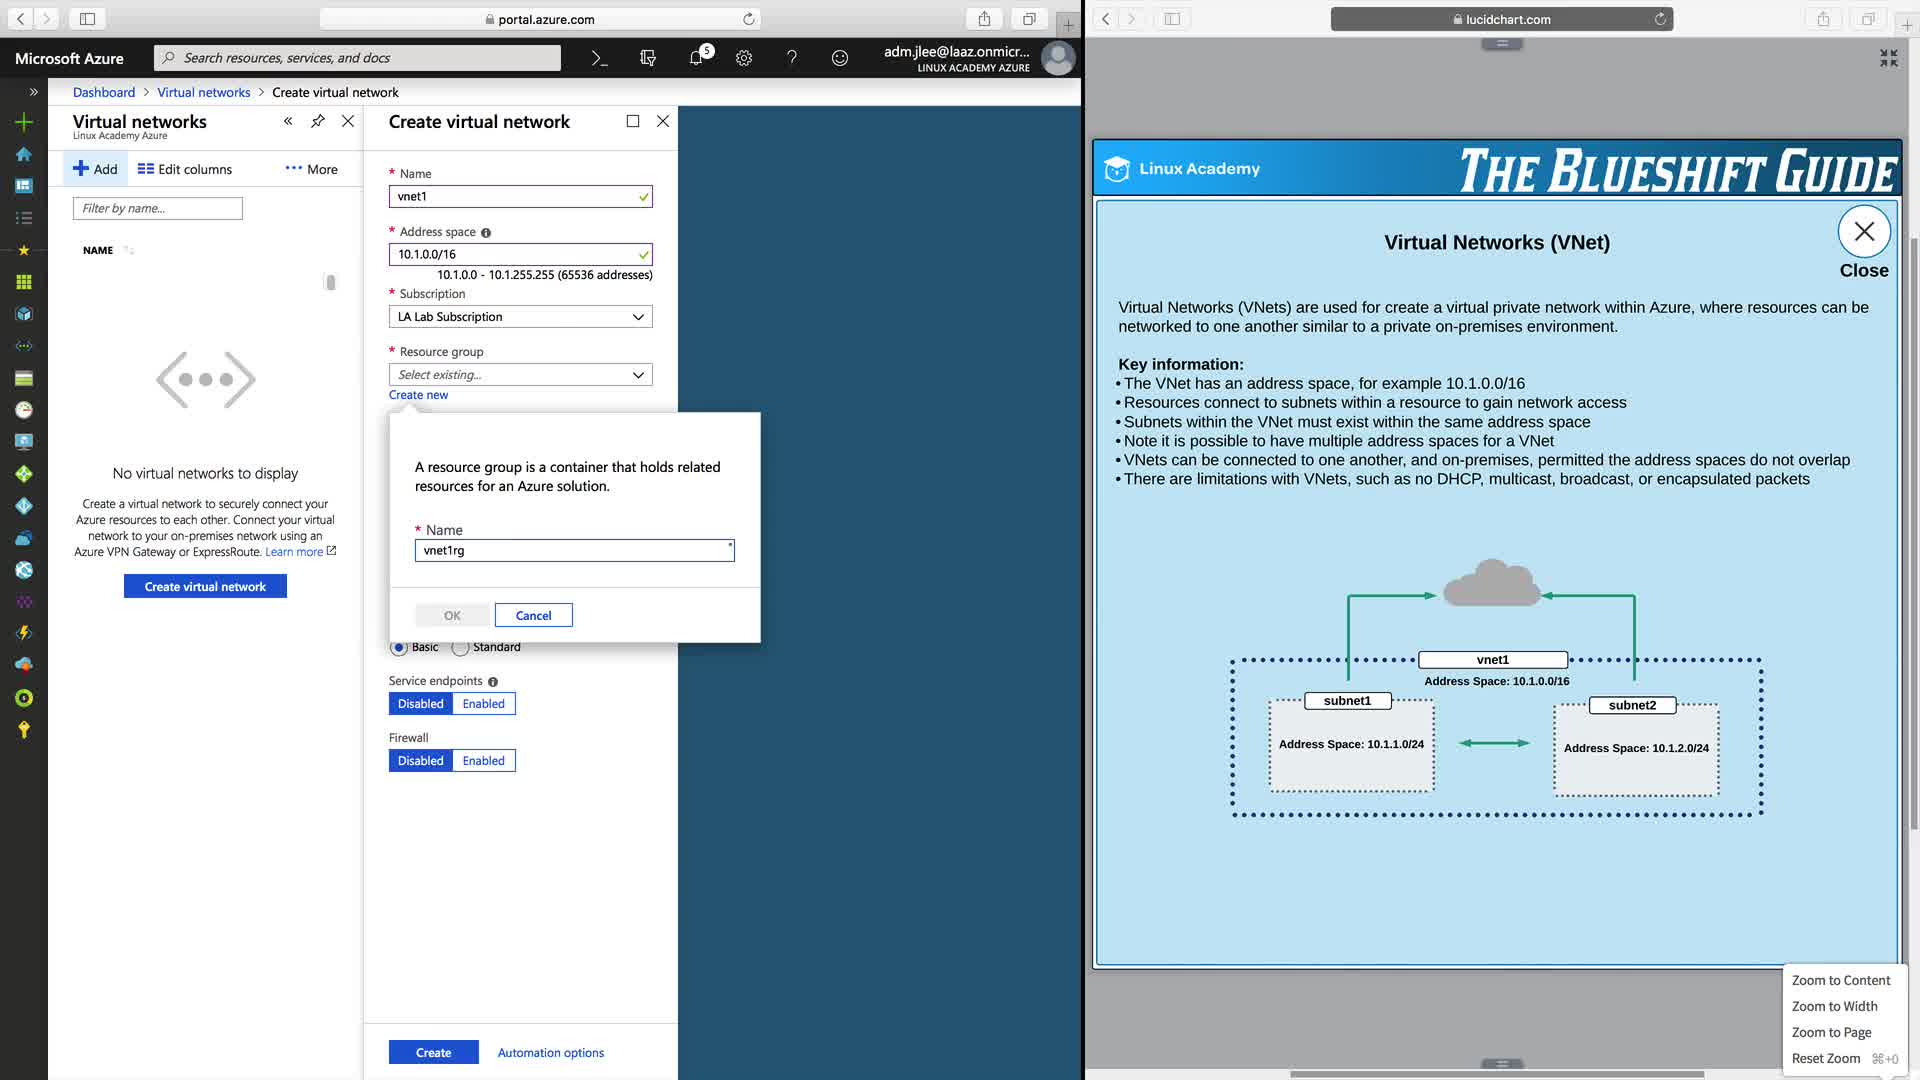 portal.azure.com
Microsoft Azure
Search resources, services, and docs
5
adm.jlee@laaz.onmicr...
LINUX ACADEMY AZURE
Dashboard > Virtual networks > Create virtual network
Virtual networks
Linux Academy Azure
Add
Edit columns
More
Filter by name...
NAME
No virtual networks to display
Create a virtual network to securely connect your
Azure resources to each other. Connect your virtual
network to your on-premises network using an
Azure VPN Gateway or ExpressRoute. Learn more
Create virtual network
Create virtual network
* Name
vnet1
* Address space
10.1.0.0/16
10.1.0.0 - 10.1.255.255 (65536 addresses)
* Subscription
LA Lab Subscription
* Resource group
Select existing...
Create new
A resource group is a container that holds related
resources for an Azure solution.
* Name
vnet1rg
OK
Cancel
Basic
Standard
Service endpoints
Disabled
Enabled
Firewall
Disabled
Enabled
Create
Automation options
lucidchart.com
Linux Academy
THE BLUESHIFT GUIDE
Virtual Networks (VNet)
Close
Virtual Networks (VNets) are used for create a virtual private network within Azure, where resources can be
networked to one another similar to a private on-premises environment.
Key information:
• The VNet has an address space, for example 10.1.0.0/16
• Resources connect to subnets within a resource to gain network access
• Subnets within the VNet must exist within the same address space
• Note it is possible to have multiple address spaces for a VNet
• VNets can be connected to one another, and on-premises, permitted the address spaces do not overlap
• There are limitations with VNets, such as no DHCP, multicast, broadcast, or encapsulated packets
vnet1
Address Space: 10.1.0.0/16
subnet1
Address Space: 10.1.1.0/24
subnet2
Address Space: 10.1.2.0/24
Zoom to Content
Zoom to Width
Zoom to Page
Reset Zoom ⌘+0